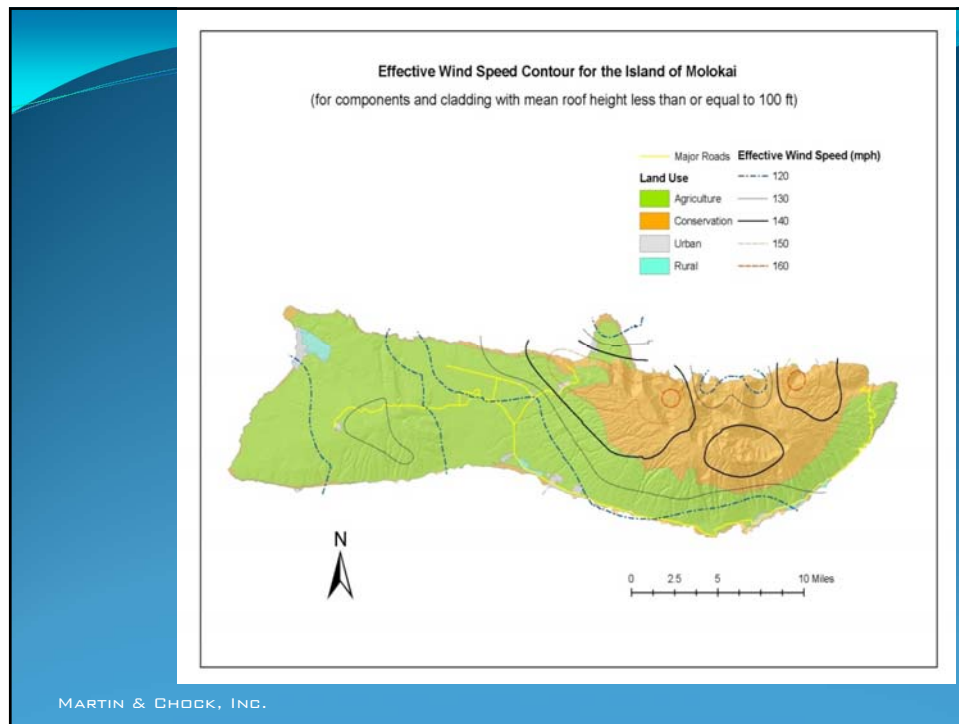 Effective Wind Speed Contour for the Island of Molokai
(for components and cladding with mean roof height less than or equal to 100 ft)
Major Roads Effective Wind Speed (mph)
Land Use 120
Agriculture 130
Conservation 140
Urban 150
Rural 160
N
0 2.5 5 10 Miles
MARTIN & CHOCK, INC.